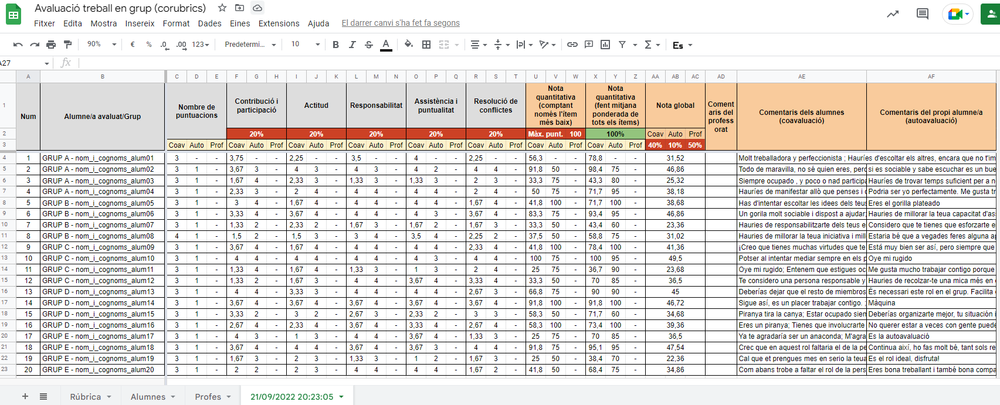 Avaluació treball en grup (corubrics)
Fitxer Edita Mostra Insereix Format Dades Eines Extensions Ajuda El darrer canvi s'ha fet fa segons
90% € % .0 .00 123 Predetermi... 10 B I S A Σ Es
A27 fx
A B C D E F G H I J K L M N O P Q R S T U V W X Y Z AA AB AC AD AE AF
1 Num Alumne/a avaluat/Grup Nombre de puntuacions Contribució i participació Actitud Responsabilitat Assistència i puntualitat Resolució de conflictes Nota quantitativa (comptant només l'ítem més baix) Nota quantitativa (fent mitjana ponderada de tots els ítems) Nota global Comentaris del professorat Comentaris dels alumnes (coavaluació) Comentaris del propi alumne/a (autoavaluació)
2 20% 20% 20% 20% 20% Màx. punt. 100 100% Coav Auto Prof
3 Coav Auto Prof Coav Auto Prof Coav Auto Prof Coav Auto Prof Coav Auto Prof Coav Auto Prof Coav Auto Prof Coav Auto Prof 40% 10% 50%
4 1 GRUP A - nom_i_cognoms_alum01 3 - - 3,75 - - 2,25 - - 3,5 - - 4 - - 2,25 - - 56,3 - - 78,8 - - 31,52 Molt treballadora y perfeccionista ; Hauríes d'escoltar els altres, encara que no t'im
5 2 GRUP A - nom_i_cognoms_alum02 3 1 - 3,67 3 - 4 3 - 4 3 - 4 2 - 4 4 - 91,8 50 - 98,4 75 - 46,86 Todo de maravilla, no sé quien eres, pero si es sociable y sabe escuchar es un bue
6 3 GRUP A - nom_i_cognoms_alum03 3 1 - 1,67 4 - 2,33 3 - 1,33 3 - 1,33 3 - 2 3 - 33,3 75 - 43,3 80 - 25,32 Siempre ocupado , y poco o nad participa Hauríes de trovar temps suficient per a n
7 4 GRUP A - nom_i_cognoms_alum04 3 1 - 2,33 3 - 2 4 - 4 4 - 4 4 - 2 4 - 50 75 - 71,7 95 - 38,18 Hauríes de manifestar allò que penses i Podria ser yo perfectamente. Me gusta tr
8 5 GRUP B - nom_i_cognoms_alum05 3 1 - 3 4 - 1,67 4 - 4 4 - 4 4 - 1,67 4 - 41,8 100 - 71,7 100 - 38,68 Has d'intentar escoltar les idees dels teus Eres el gorilla plateado
9 6 GRUP B - nom_i_cognoms_alum06 3 1 - 3,33 4 - 3,67 4 - 4 4 - 4 3 - 3,67 4 - 83,3 75 - 93,4 95 - 46,86 Un gorila molt sociable i dispost a ajudar; Hauries de millorar la teua capacitat d'as
10 7 GRUP B - nom_i_cognoms_alum07 3 1 - 1,33 2 - 2,33 2 - 1,67 3 - 1,67 2 - 1,67 3 - 33,3 50 - 43,4 60 - 23,36 Hauries de responsabilitzarte dels teus e Considero que te tienes que esforzarte e
11 8 GRUP B - nom_i_cognoms_alum08 4 1 - 1,5 2 - 1,5 3 - 3 4 - 3,5 4 - 2,25 2 - 37,5 50 - 58,8 75 - 31,02 Hauries de millorar la teua iniciativa i mill Estaria bé que a vegades feres alguna ap
12 9 GRUP C - nom_i_cognoms_alum09 3 1 - 3,67 4 - 1,67 4 - 4 4 - 4 4 - 2,33 4 - 41,8 100 - 78,4 100 - 41,36 ¡Creo que tienes muchas virtudes que te Está muy bien ser así, pero siempre que
13 10 GRUP C - nom_i_cognoms_alum10 3 1 - 4 4 - 4 4 - 4 4 - 4 3 - 4 4 - 100 75 - 100 95 - 49,5 Potser al intentar mediar sempre en els p Oye mi rugido
14 11 GRUP C - nom_i_cognoms_alum11 3 1 - 1,33 4 - 1,67 4 - 1,33 3 - 1 3 - 2 4 - 25 75 - 36,7 90 - 23,68 Oye mi rugido; Entenem que estigues oc Me gusta mucho trabajar contigo porque
15 12 GRUP C - nom_i_cognoms_alum12 3 1 - 1,33 2 - 1,67 3 - 4 4 - 3,67 4 - 3,33 4 - 33,3 50 - 70 85 - 36,5 Te considero una persona responsable y Hauries de recolzar-te una mica més en
16 13 GRUP D - nom_i_cognoms_alum13 3 1 - 4 4 - 3,33 3 - 4 4 - 4 4 - 2,67 3 - 66,8 75 - 90 90 - 45 Deberías dejar que el resto de miembros És necessari este rol en el grup. Facilita
17 14 GRUP D - nom_i_cognoms_alum14 3 1 - 3,67 4 - 3,67 4 - 3,67 4 - 3,67 4 - 3,67 4 - 91,8 100 - 91,8 100 - 46,72 Sigue así, es un placer trabajar contigo. ; Màquina
18 15 GRUP D - nom_i_cognoms_alum15 3 1 - 3,33 2 - 3 2 - 2,67 3 - 2,33 2 - 3 3 - 58,3 50 - 71,7 60 - 34,68 Piranya tira la canya; Estar ocupado sien Deberías organizarte mejor, tu situación i
19 16 GRUP D - nom_i_cognoms_alum16 3 1 - 2,67 4 - 2,33 4 - 3,67 4 - 3,33 4 - 2,67 4 - 58,3 100 - 73,4 100 - 39,36 Eres un piranya; Tienes que involucrarte No querer estar a veces con gente puede
20 17 GRUP E - nom_i_cognoms_alum17 3 1 - 4 3 - 1 3 - 4 4 - 3,67 4 - 1,33 3 - 25 75 - 70 85 - 36,5 Ya te agradaría ser un anaconda; M'agra Es la autoavaluació
21 18 GRUP E - nom_i_cognoms_alum18 3 1 - 3,67 4 - 4 4 - 3,67 4 - 3,67 3 - 4 4 - 91,8 75 - 95,1 95 - 47,54 Crec que en aquest rol faltaria el de la pe Continua així, ho fas molt bé, tant sols re
22 19 GRUP E - nom_i_cognoms_alum19 3 1 - 1,67 3 - 2 3 - 1,33 3 - 1 2 - 1,67 3 - 25 50 - 38,4 70 - 22,36 Cal que et prengues mes en serio la teua Es el rol ideal, disfruta!
23 20 GRUP E - nom_i_cognoms_alum20 3 1 - 2 2 - 2 3 - 4 4 - 4 4 - 1,67 2 - 41,8 50 - 68,4 75 - 34,86 Com abans trobe a faltar el rol de la pers Eres bona treballant i també bona compa
+ Rúbrica Alumnes Profes 21/09/2022 20:23:05